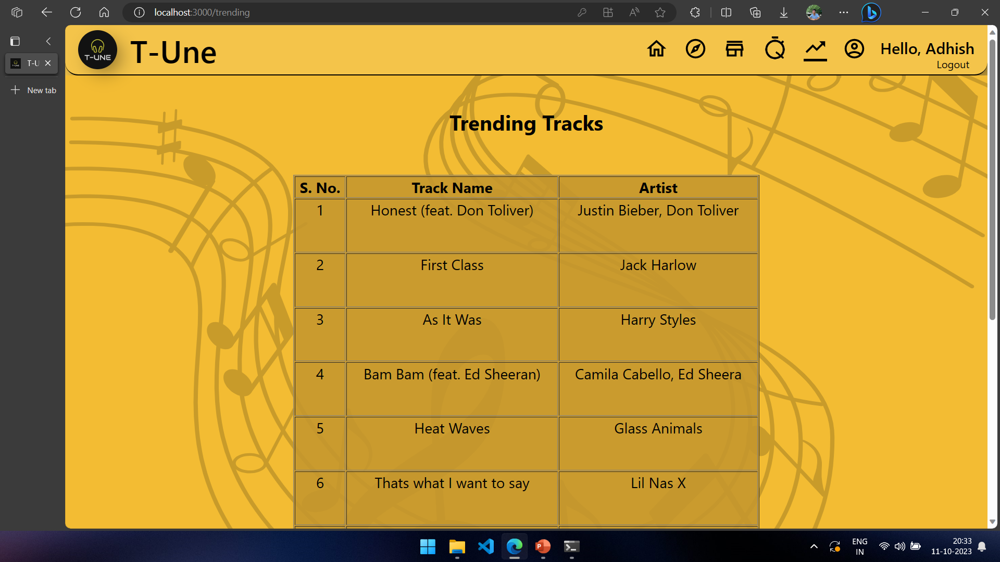 localhost:3000/trending
T-U
New tab
T-UNE
T-Une
Hello, Adhish
Logout
Trending Tracks
S. No. Track Name Artist
1 Honest (feat. Don Toliver) Justin Bieber, Don Toliver
2 First Class Jack Harlow
3 As It Was Harry Styles
4 Bam Bam (feat. Ed Sheeran) Camila Cabello, Ed Sheera
5 Heat Waves Glass Animals
6 Thats what I want to say Lil Nas X
ENG
IN
20:33
11-10-2023